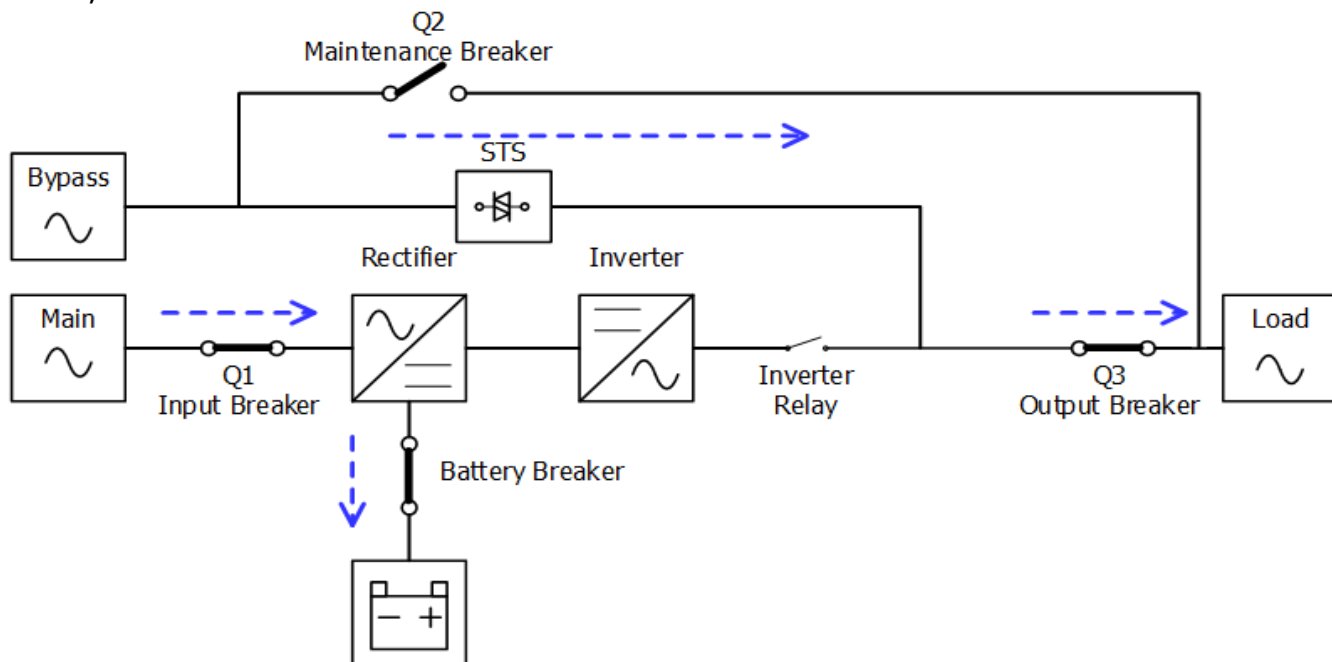 Q2
Maintenance Breaker
STS
Bypass
Rectifier
Inverter
Main
Load
Q1
Input Breaker
Inverter
Relay
Q3
Output Breaker
Battery Breaker
− +